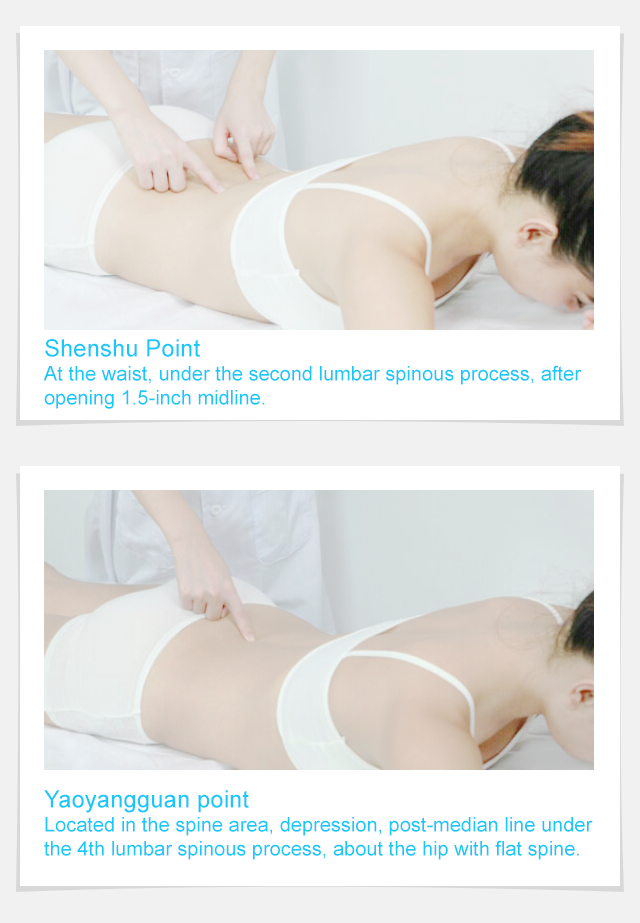 Shenshu Point
At the waist, under the second lumbar spinous process, after
opening 1.5-inch midline.
Yaoyangguan point
Located in the spine area, depression, post-median line under
the 4th lumbar spinous process, about the hip with flat spine.